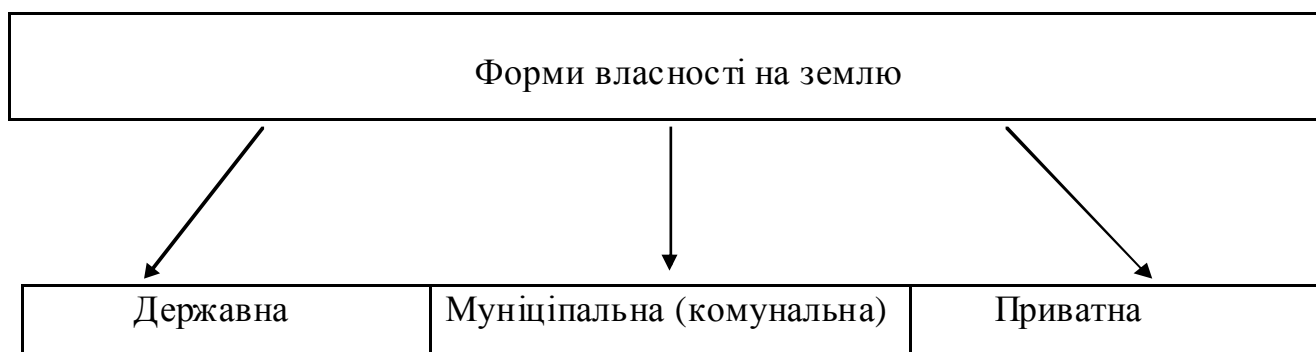 Форми власності на землю
Державна
Муніціпальна (комунальна)
Приватна